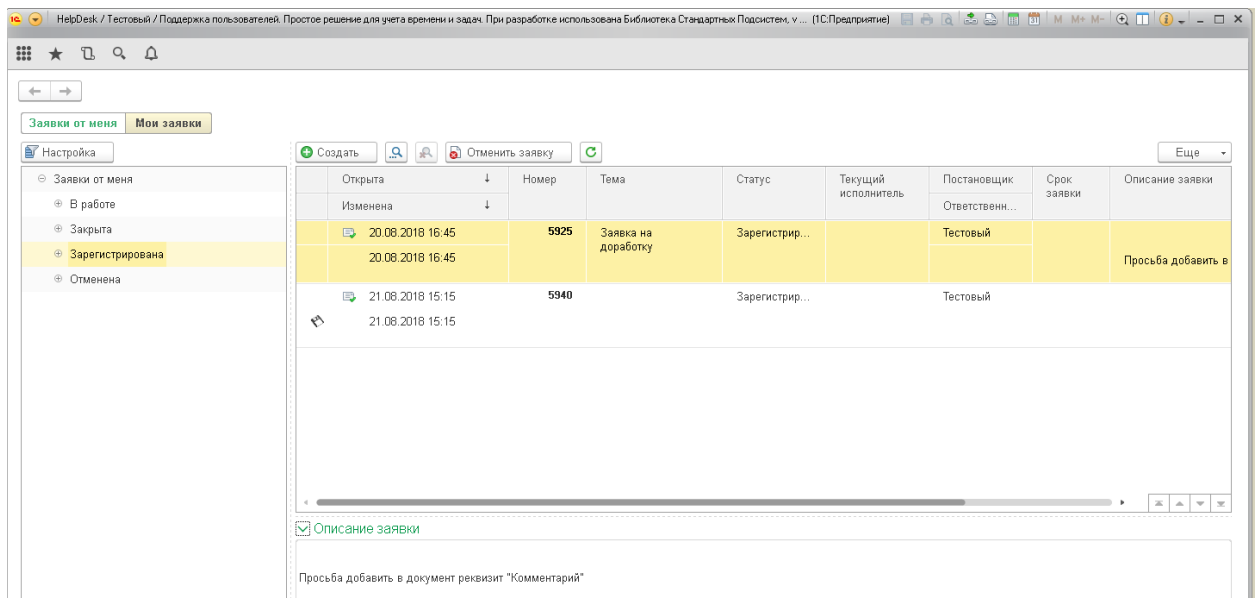 HelpDesk / Тестовый / Поддержка пользователей. Простое решение для учета времени и задач. При разработке использована Библиотека Стандартных Подсистем, v ... (1С:Предприятие) M M+ M-
Заявки от меня Мои заявки
Настройка Создать Отменить заявку Еще
Заявки от меня
В работе
Закрыта
Зарегистрирована
Отменена
Открыта Номер Тема Статус Текущий исполнитель Постановщик Срок заявки Описание заявки
Изменена Ответственн...
20.08.2018 16:45 5925 Заявка на доработку Зарегистрир... Тестовый
20.08.2018 16:45 Просьба добавить в
21.08.2018 15:15 5940 Зарегистрир... Тестовый
21.08.2018 15:15
Описание заявки
Просьба добавить в документ реквизит "Комментарий"